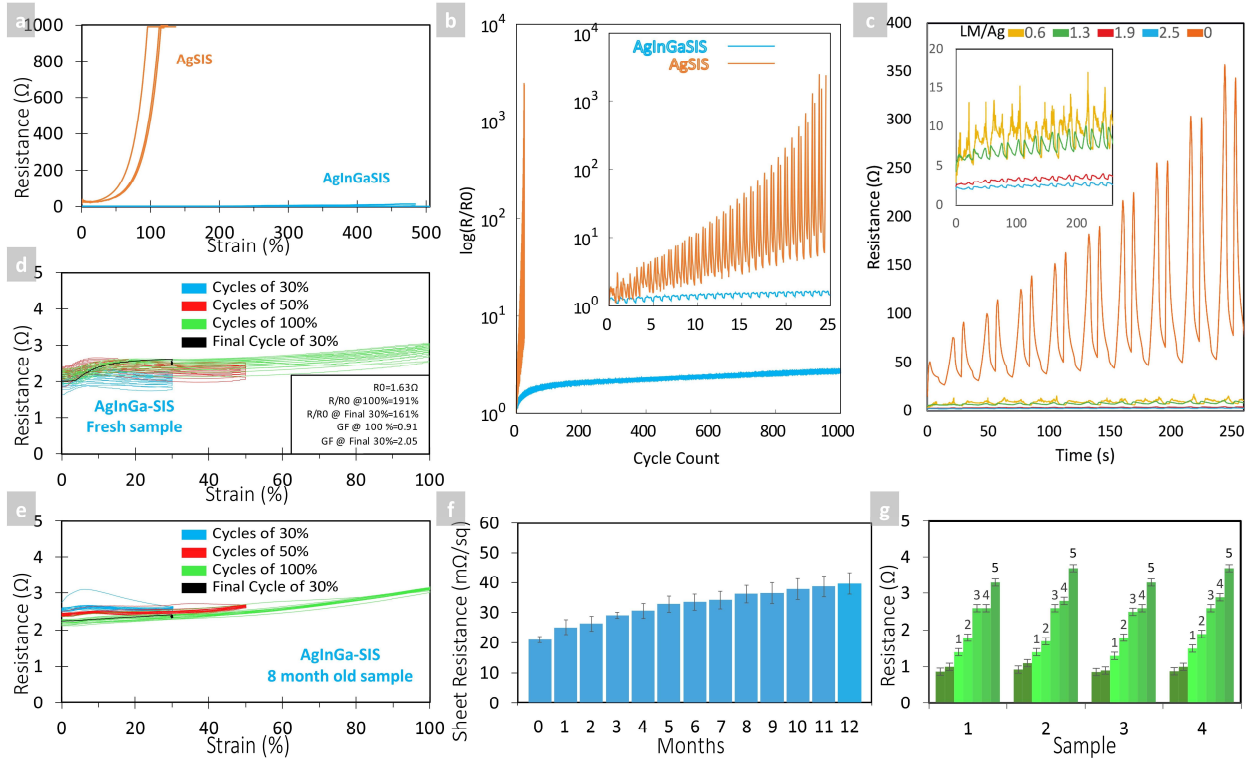 a
1000
800
600
400
200
0
Resistance (Ω)
AgSIS
AgInGaSIS
0 100 200 300 400 500
Strain (%)
b
10⁴
10³
10²
10¹
10⁰
log(R/R0)
AgInGaSIS
AgSIS
10⁴
10³
10²
10¹
10⁰
0 5 10 15 20 25
0 200 400 600 800 1000
Cycle Count
c
400
350
300
250
200
150
100
50
0
Resistance (Ω)
LM/Ag 0.6 1.3 1.9 2.5 0
20
15
10
5
0
0 100 200
0 50 100 150 200 250
Time (s)
d
5
4
3
2
1
0
Resistance (Ω)
Cycles of 30%
Cycles of 50%
Cycles of 100%
Final Cycle of 30%
AgInGa-SIS
Fresh sample
R0=1.63Ω
R/R0 @100%=191%
R/R0 @ Final 30%=161%
GF @ 100 %=0.91
GF @ Final 30%=2.05
0 20 40 60 80 100
Strain (%)
e
5
4
3
2
1
0
Resistance (Ω)
Cycles of 30%
Cycles of 50%
Cycles of 100%
Final Cycle of 30%
AgInGa-SIS
8 month old sample
0 20 40 60 80 100
Strain (%)
f
60
50
40
30
20
10
0
Sheet Resistance (mΩ/sq)
0 1 2 3 4 5 6 7 8 9 10 11 12
Months
g
5
4
3
2
1
0
Resistance (Ω)
1 2 3 4 5
1 2 3 4 5
1 2 3 4 5
1 2 3 4 5
1 2 3 4
Sample